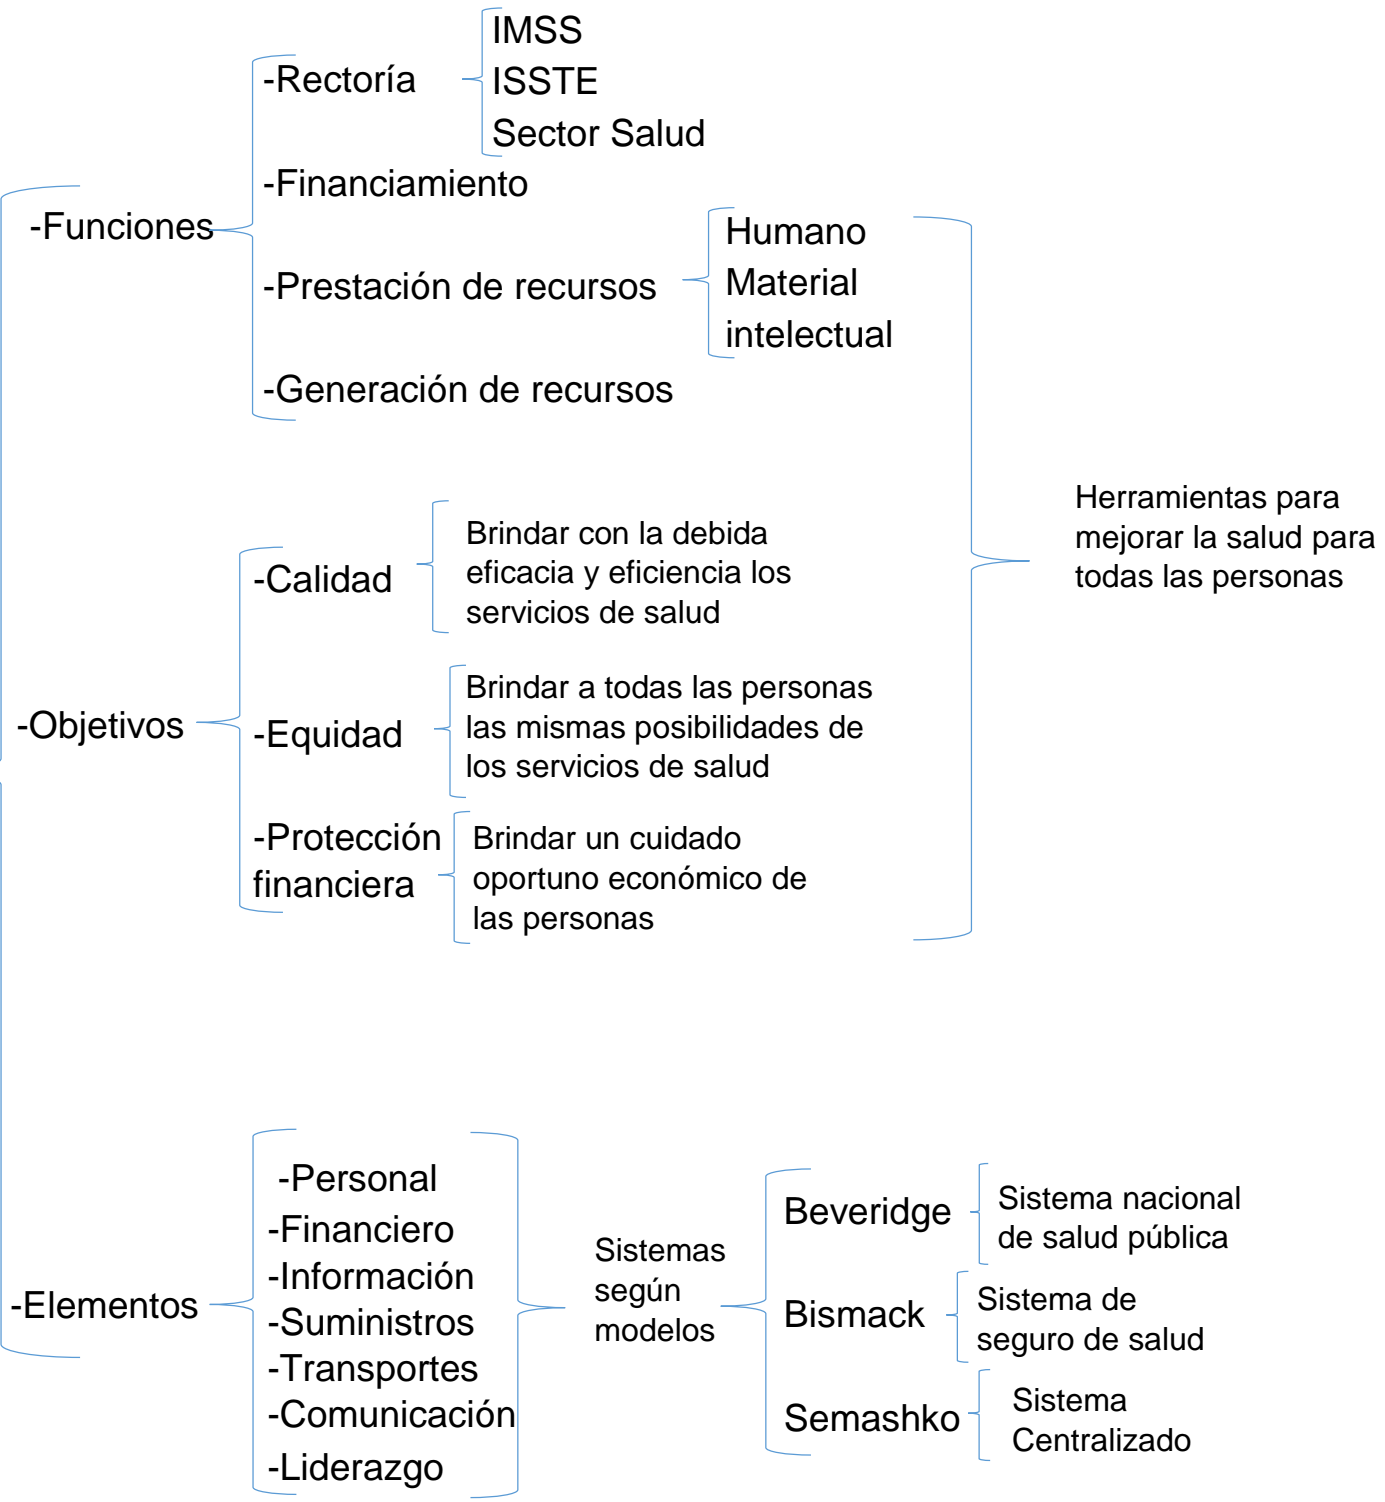 -Funciones
-Rectoría
IMSS
ISSTE
Sector Salud
-Financiamiento
-Prestación de recursos
Humano
Material
intelectual
-Generación de recursos
-Objetivos
-Calidad
Brindar con la debida
eficacia y eficiencia los
servicios de salud
-Equidad
Brindar a todas las personas
las mismas posibilidades de
los servicios de salud
-Protección
financiera
Brindar un cuidado
oportuno económico de
las personas
Herramientas para
mejorar la salud para
todas las personas
-Elementos
-Personal
-Financiero
-Información
-Suministros
-Transportes
-Comunicación
-Liderazgo
Sistemas
según
modelos
Beveridge
Sistema nacional
de salud pública
Bismack
Sistema de
seguro de salud
Semashko
Sistema
Centralizado